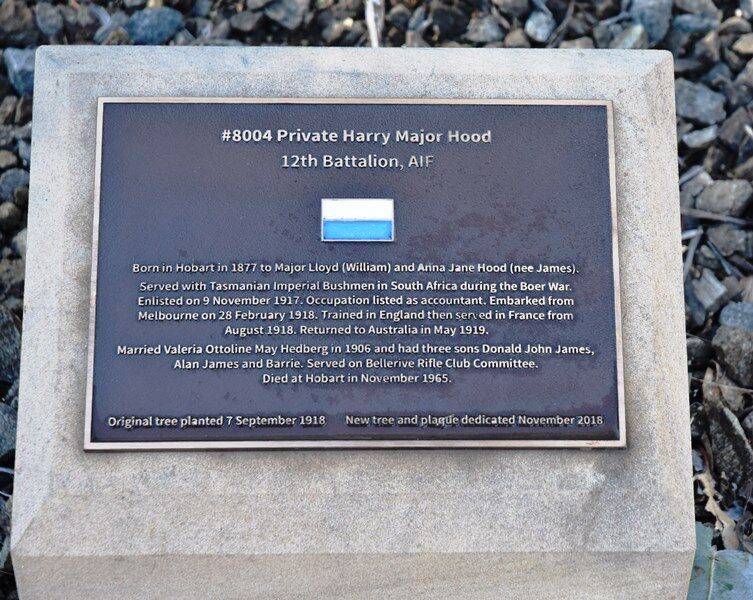 #8004 Private Harry Major Hood
12th Battalion, AIF
Born in Hobart in 1877 to Major Lloyd (William) and Anna Jane Hood (nee James).
Served with Tasmanian Imperial Bushmen in South Africa during the Boer War.
Enlisted on 9 November 1917. Occupation listed as accountant. Embarked from
Melbourne on 28 February 1918. Trained in England then served in France from
August 1918. Returned to Australia in May 1919.
Married Valeria Ottoline May Hedberg in 1906 and had three sons Donald John James,
Alan James and Barrie. Served on Bellerive Rifle Club Committee.
Died at Hobart in November 1965.
Original tree planted 7 September 1918 New tree and plaque dedicated November 2018